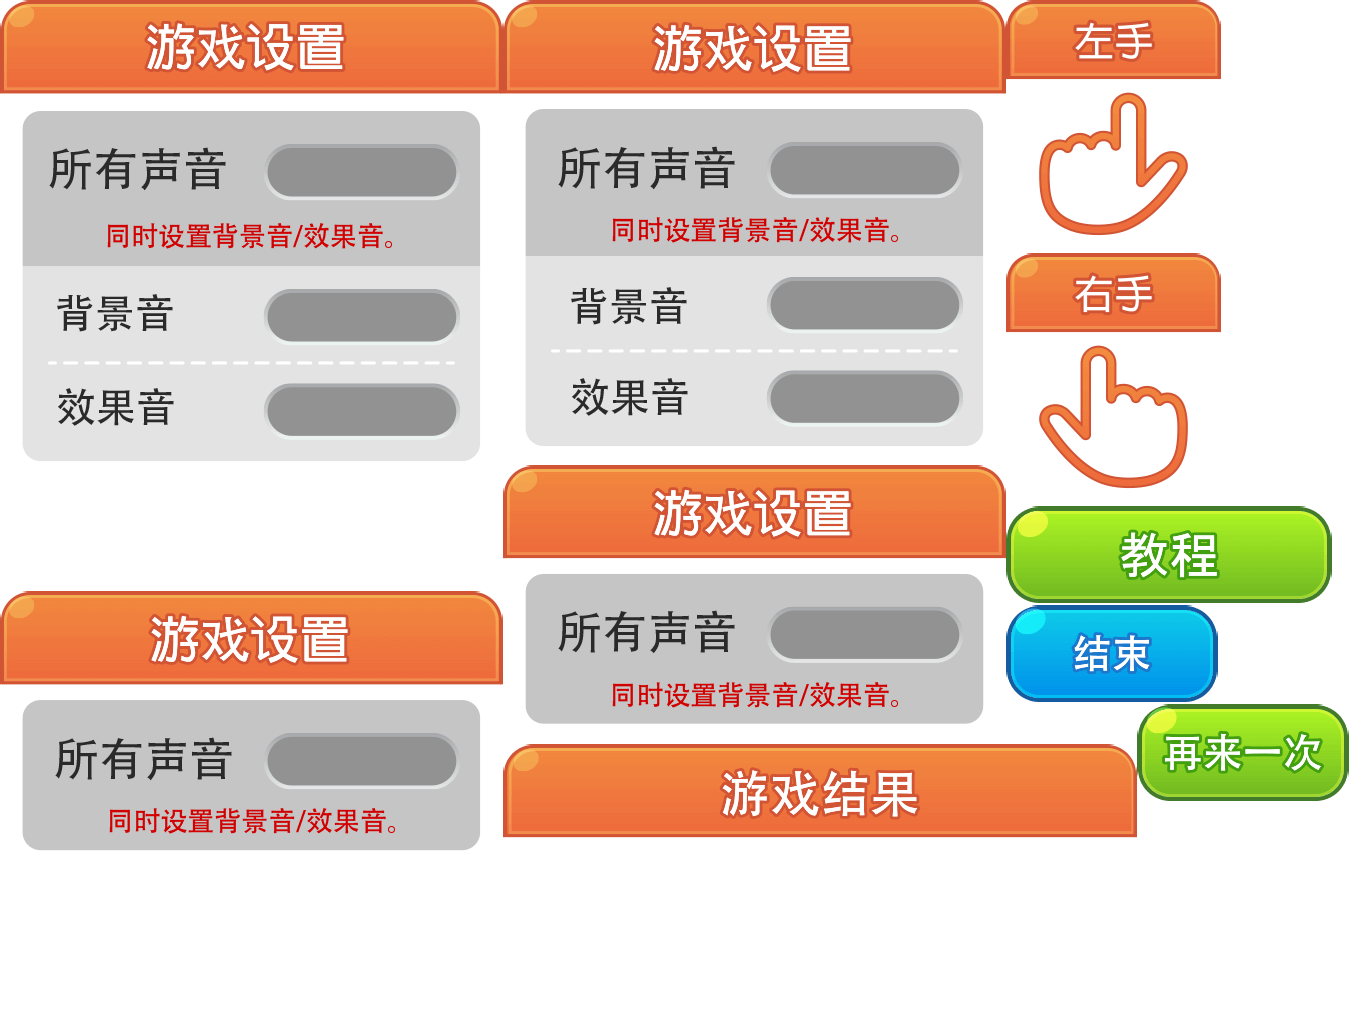 游戏设置
所有声音
同时设置背景音/效果音。
背景音
效果音
游戏设置
所有声音
同时设置背景音/效果音。
游戏设置
所有声音
同时设置背景音/效果音。
背景音
效果音
游戏设置
所有声音
同时设置背景音/效果音。
游戏结果
左手
右手
教程
结束
再来一次